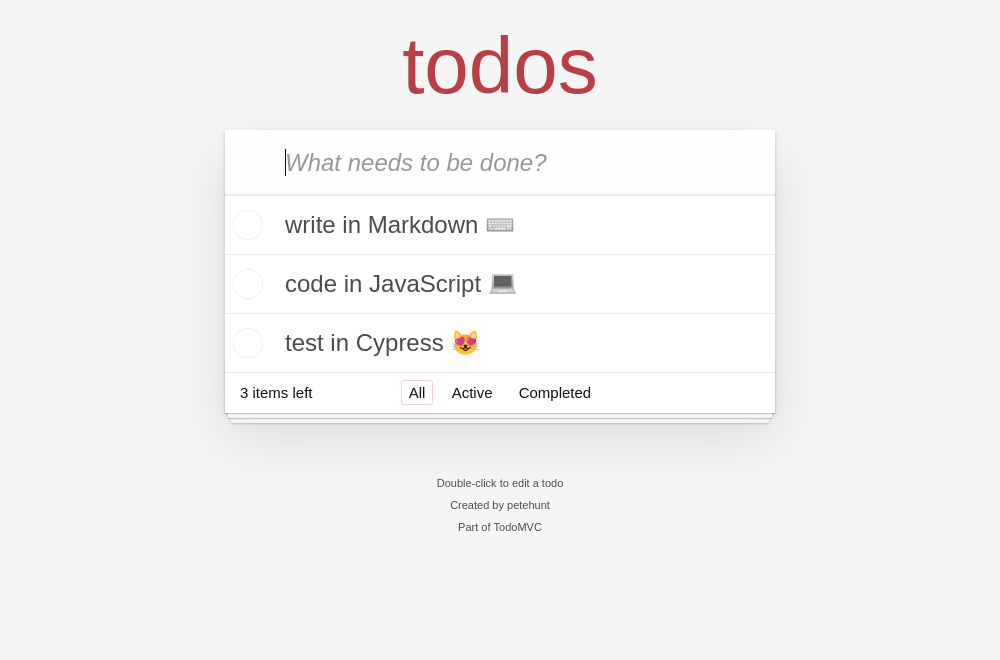 todos
What needs to be done?
write in Markdown ⌨️
code in JavaScript 💻
test in Cypress 😻
3 items left All Active Completed
Double-click to edit a todo
Created by petehunt
Part of TodoMVC